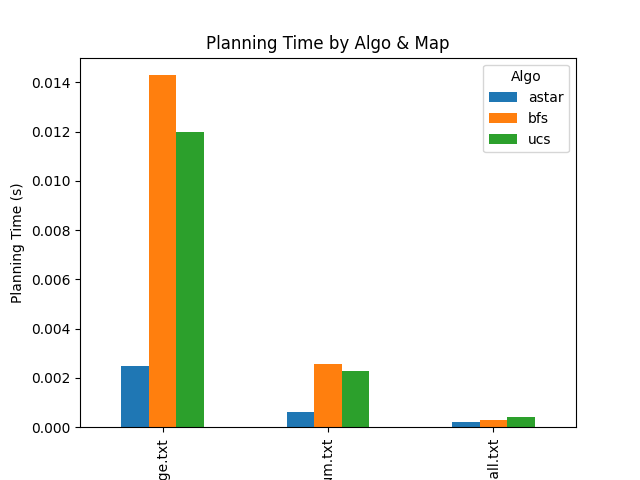 Planning Time by Algo & Map
Algo
astar
bfs
ucs
Planning Time (s)
0.014
0.012
0.010
0.008
0.006
0.004
0.002
0.000
ge.txt
um.txt
all.txt